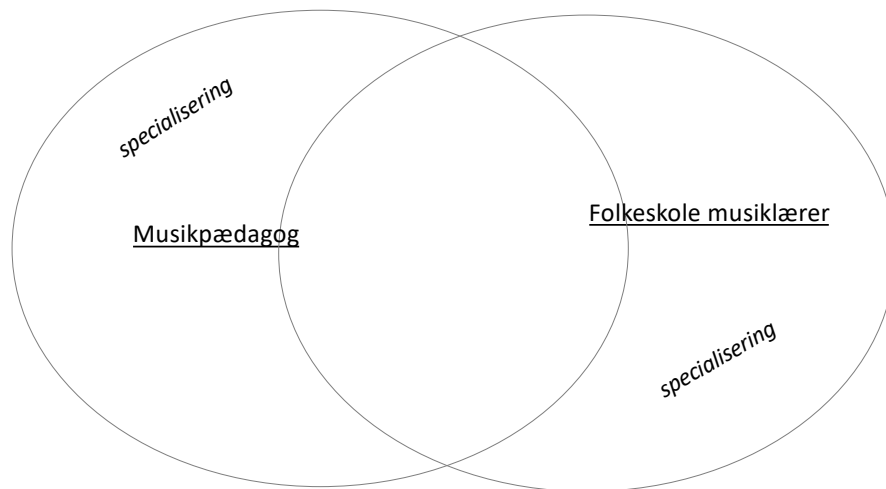 specialisering
Musikpædagog
Folkeskole musiklærer
specialisering